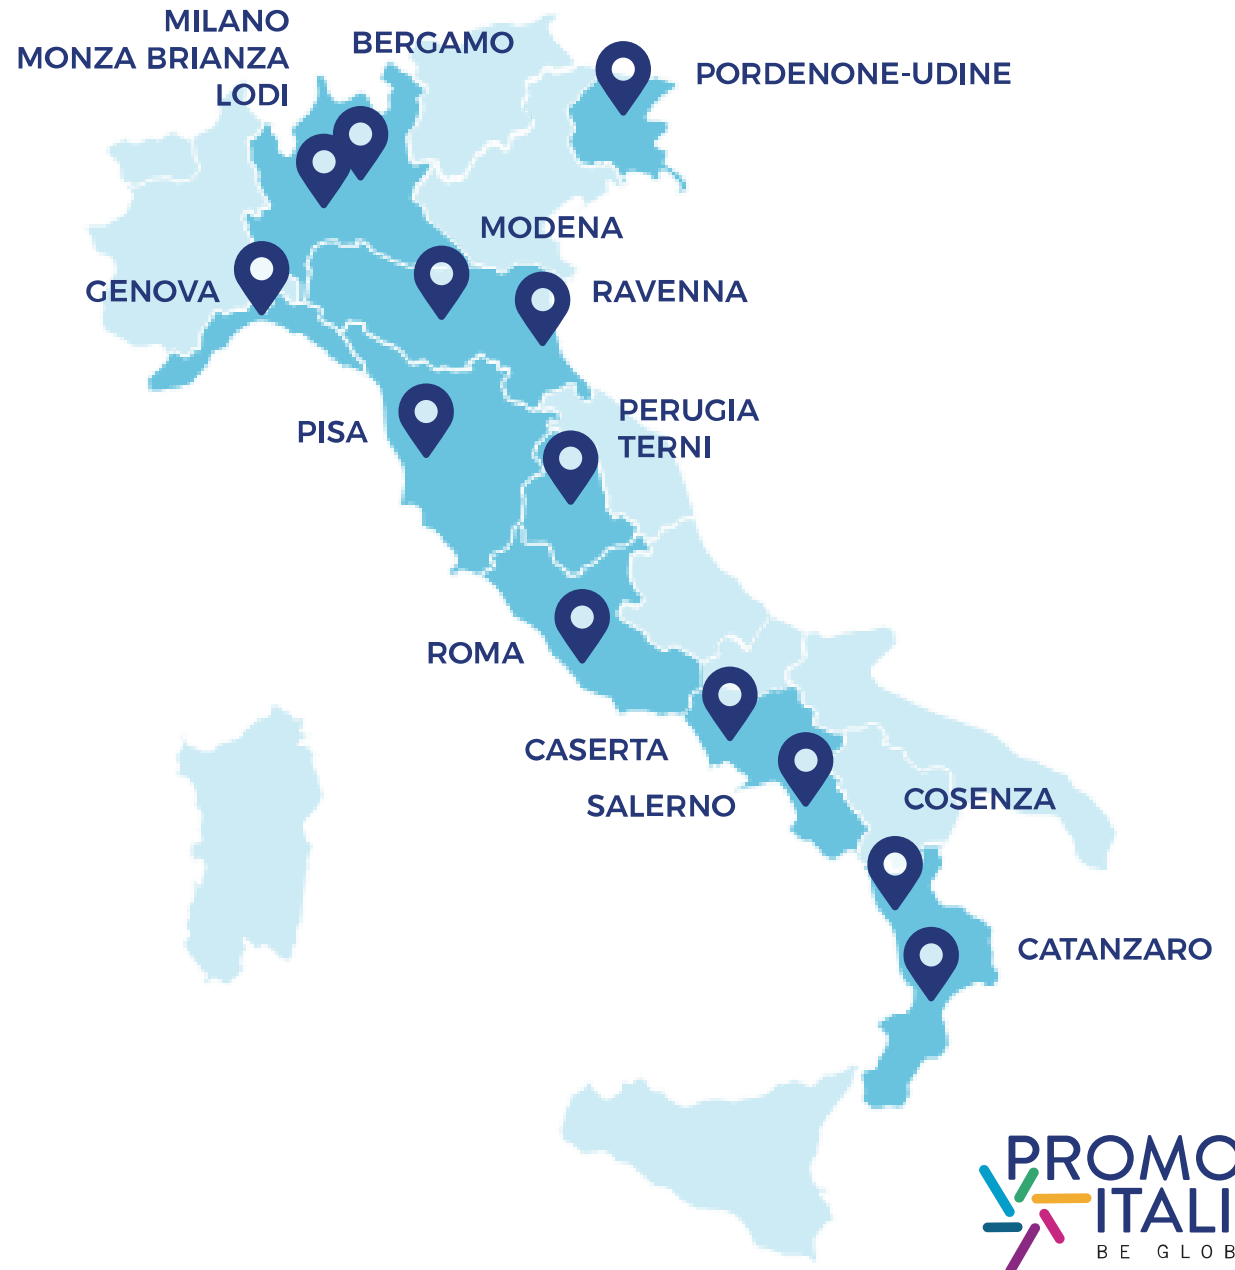 MILANO
MONZA BRIANZA
LODI
BERGAMO
PORDENONE-UDINE
MODENA
GENOVA
RAVENNA
PERUGIA
TERNI
PISA
ROMA
CASERTA
SALERNO
COSENZA
CATANZARO
PROMO
ITALI
BE GLOB